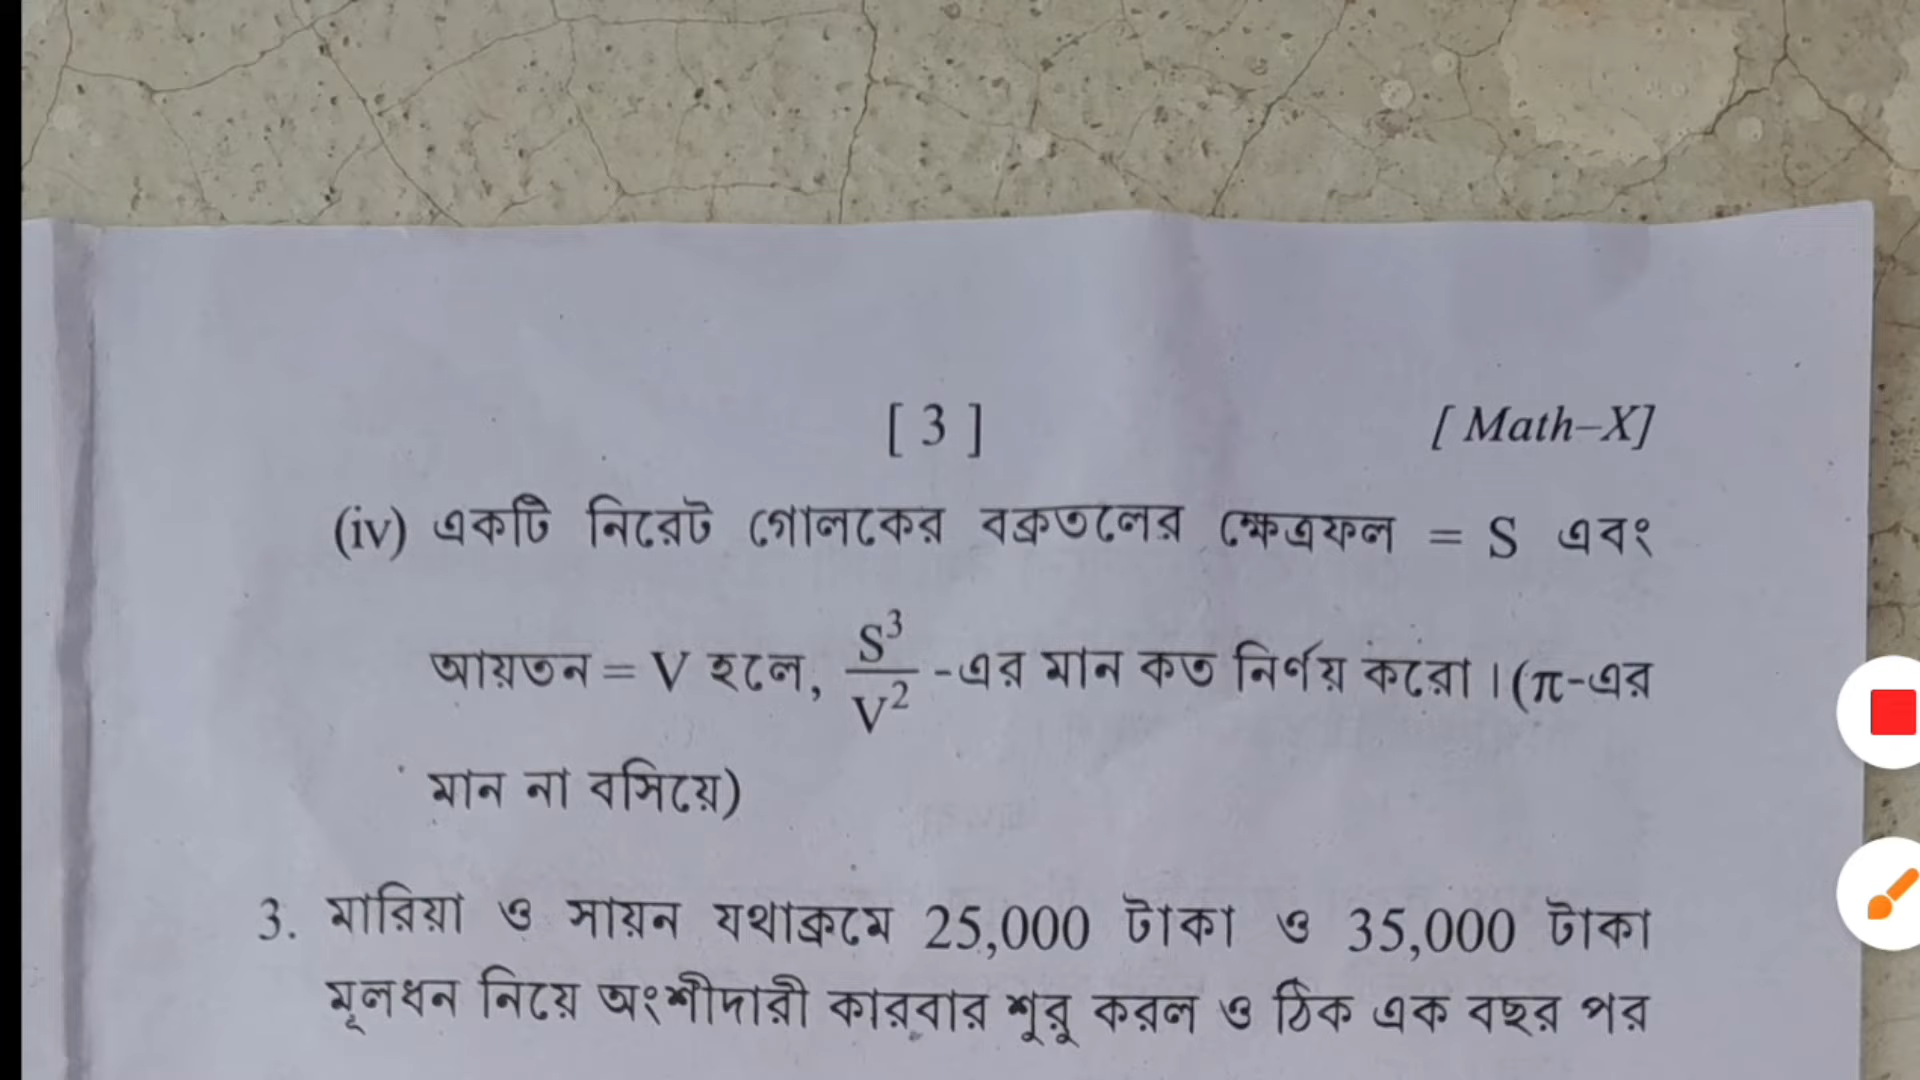 [ 3 ]
[ Math–X]
(iv) একটি নিরেট গোলকের বক্রতলের ক্ষেত্রফল = S এবং
আয়তন = V হলে, S³/V² -এর মান কত নির্ণয় করো। (π-এর
মান না বসিয়ে)
3. মারিয়া ও সায়ন যথাক্রমে 25,000 টাকা ও 35,000 টাকা
মূলধন নিয়ে অংশীদারী কারবার শুরু করল ও ঠিক এক বছর পর